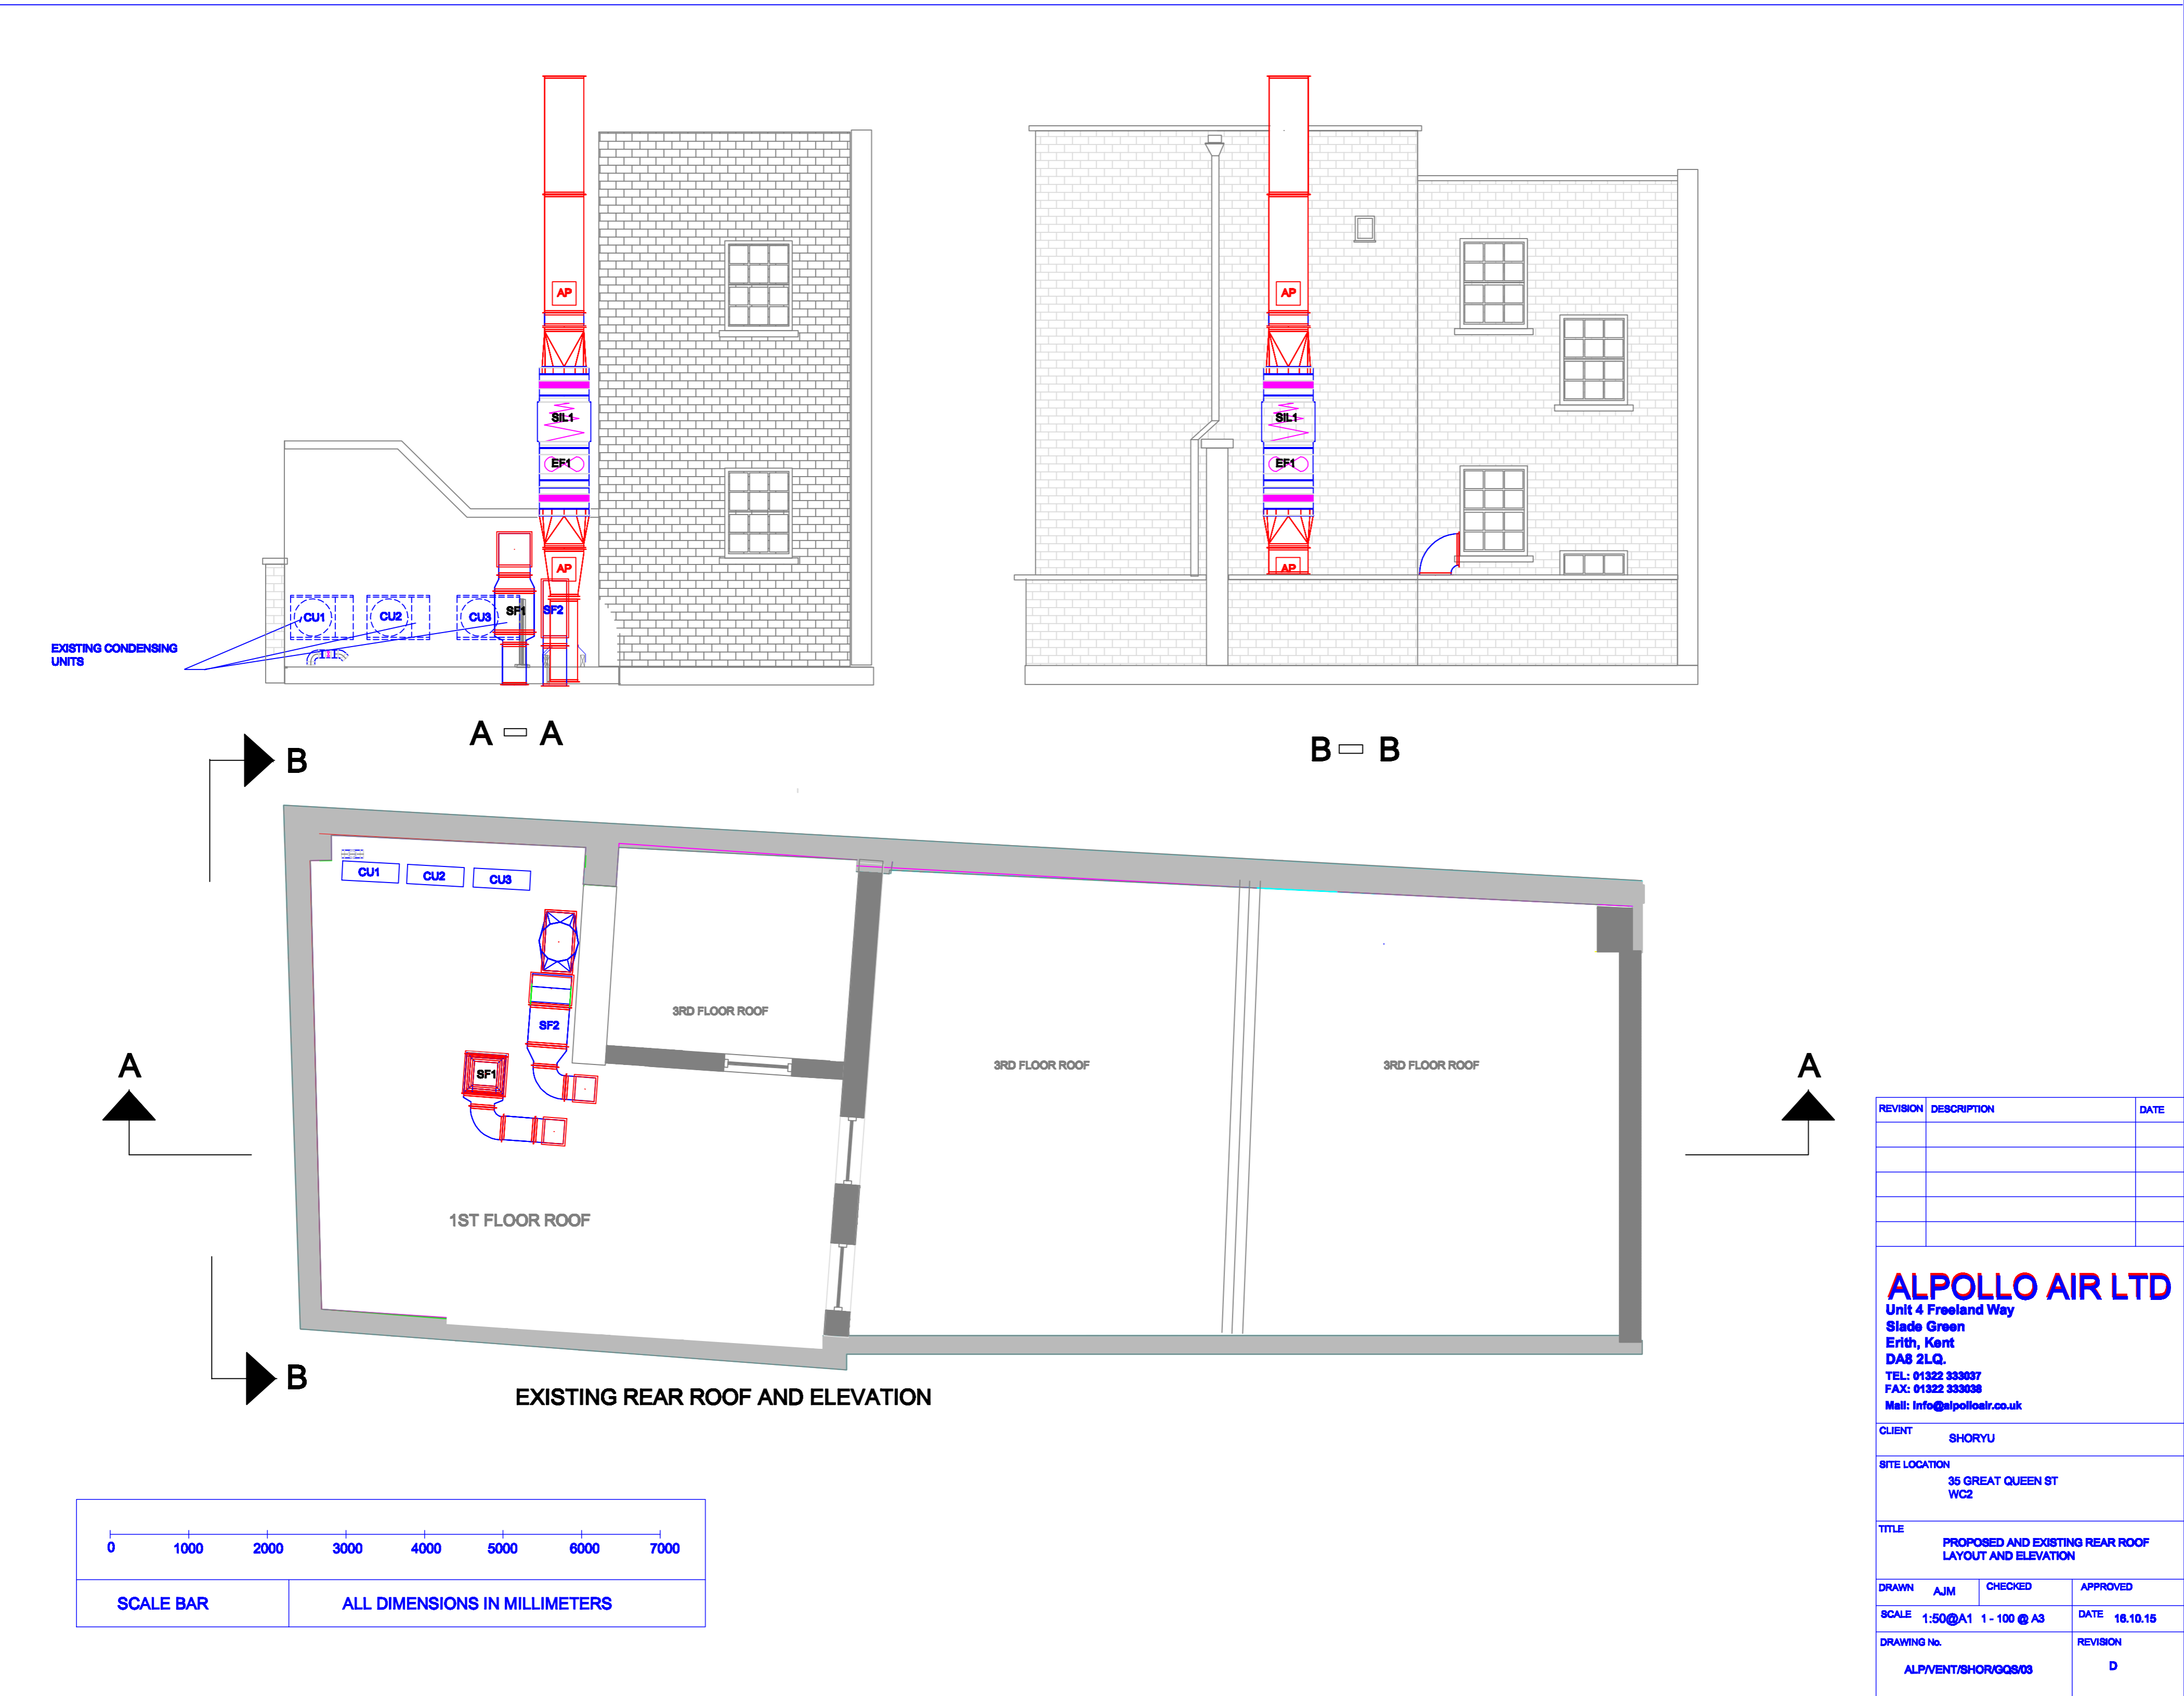 AP
SIL1
EF1
AP
CU1
CU2
CU3
SF1
SF2
EXISTING CONDENSING
UNITS
A - A
AP
SIL1
EF1
AP
B - B
B
CU1
CU2
CU3
SF2
SF1
3RD FLOOR ROOF
3RD FLOOR ROOF
3RD FLOOR ROOF
A
A
1ST FLOOR ROOF
B
EXISTING REAR ROOF AND ELEVATION
0 1000 2000 3000 4000 5000 6000 7000
SCALE BAR
ALL DIMENSIONS IN MILLIMETERS
REVISION DESCRIPTION DATE
ALPOLLO AIR LTD
Unit 4 Freeland Way
Slade Green
Erith, Kent
DA8 2LQ.
TEL: 01322 333037
FAX: 01322 333038
Mail: info@alpolloair.co.uk
CLIENT
SHORYU
SITE LOCATION
35 GREAT QUEEN ST
WC2
TITLE
PROPOSED AND EXISTING REAR ROOF
LAYOUT AND ELEVATION
DRAWN AJM CHECKED APPROVED
SCALE 1:50@A1 1 - 100 @ A3 DATE 16.10.15
DRAWING No. REVISION
ALP/VENT/SHOR/GQS/03 D